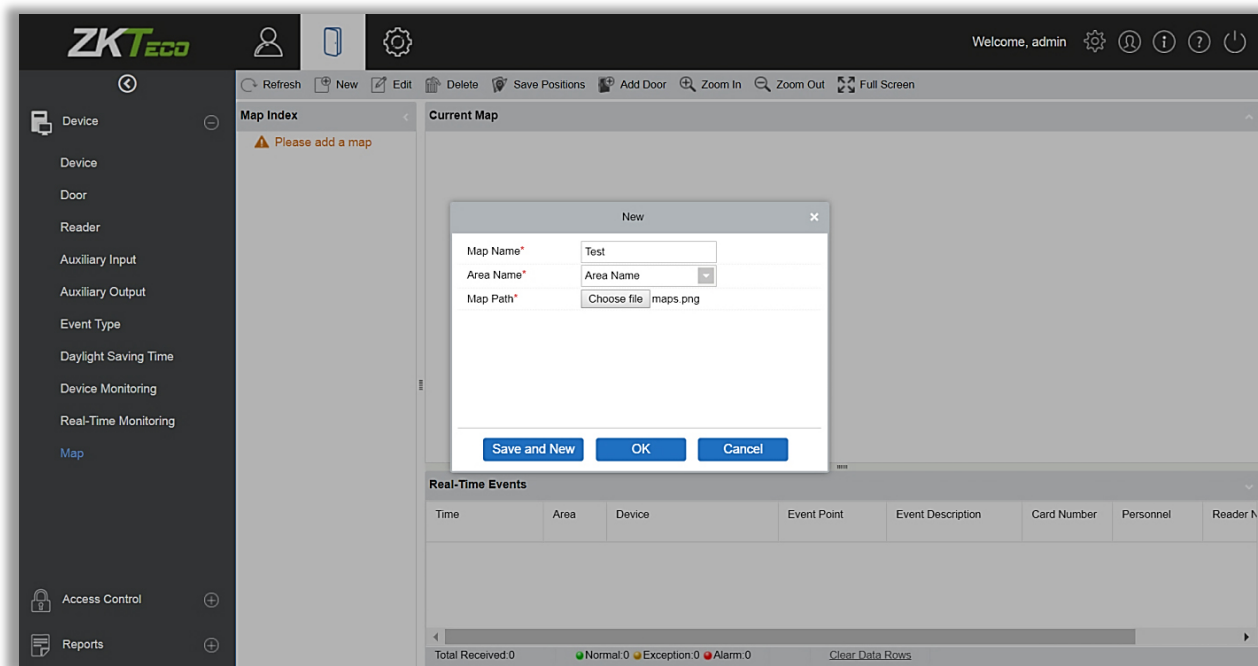 ZKTECO
Welcome, admin
Refresh New Edit Delete Save Positions Add Door Zoom In Zoom Out Full Screen
Device
Device
Door
Reader
Auxiliary Input
Auxiliary Output
Event Type
Daylight Saving Time
Device Monitoring
Real-Time Monitoring
Map
Access Control
Reports
Map Index
Please add a map
Current Map
New
Map Name* Test
Area Name* Area Name
Map Path* Choose file maps.png
Save and New OK Cancel
Real-Time Events
Time Area Device Event Point Event Description Card Number Personnel Reader N
Total Received:0 Normal:0 Exception:0 Alarm:0 Clear Data Rows